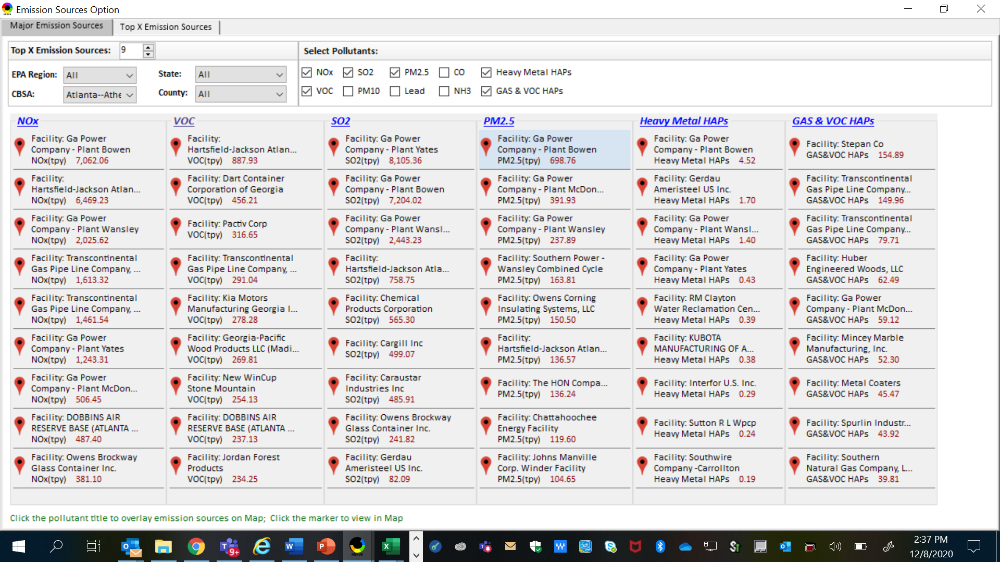 Emission Sources Option
Major Emission Sources
Top X Emission Sources
Top X Emission Sources: 9
Select Pollutants:
EPA Region: All
State: All
CBSA: Atlanta--Athe
County: All
NOx SO2 PM2.5 CO Heavy Metal HAPs
VOC PM10 Lead NH3 GAS & VOC HAPs
NOx
Facility: Ga Power
Company - Plant Bowen
NOx(tpy) 7,062.06
Facility:
Hartsfield-Jackson Atlan...
NOx(tpy) 6,469.23
Facility: Ga Power
Company - Plant Wansley
NOx(tpy) 2,025.62
Facility: Transcontinental
Gas Pipe Line Company, ...
NOx(tpy) 1,613.32
Facility: Transcontinental
Gas Pipe Line Company, ...
NOx(tpy) 1,461.54
Facility: Ga Power
Company - Plant Yates
NOx(tpy) 1,243.31
Facility: Ga Power
Company - Plant McDon...
NOx(tpy) 506.45
Facility: DOBBINS AIR
RESERVE BASE (ATLANTA ...
NOx(tpy) 487.40
Facility: Owens Brockway
Glass Container Inc.
NOx(tpy) 381.10
VOC
Facility:
Hartsfield-Jackson Atlan...
VOC(tpy) 887.93
Facility: Dart Container
Corporation of Georgia
VOC(tpy) 456.21
Facility: Pactiv Corp
VOC(tpy) 316.65
Facility: Transcontinental
Gas Pipe Line Company, ...
VOC(tpy) 291.04
Facility: Kia Motors
Manufacturing Georgia I...
VOC(tpy) 278.28
Facility: Georgia-Pacific
Wood Products LLC (Madi...
VOC(tpy) 269.81
Facility: New WinCup
Stone Mountain
VOC(tpy) 254.13
Facility: DOBBINS AIR
RESERVE BASE (ATLANTA ...
VOC(tpy) 237.13
Facility: Jordan Forest
Products
VOC(tpy) 234.25
SO2
Facility: Ga Power
Company - Plant Yates
SO2(tpy) 8,105.36
Facility: Ga Power
Company - Plant Bowen
SO2(tpy) 7,204.02
Facility: Ga Power
Company - Plant Wansl...
SO2(tpy) 2,443.23
Facility:
Hartsfield-Jackson Atla...
SO2(tpy) 758.75
Facility: Chemical
Products Corporation
SO2(tpy) 565.30
Facility: Cargill Inc
SO2(tpy) 499.07
Facility: Caraustar
Industries Inc
SO2(tpy) 485.91
Facility: Owens Brockway
Glass Container Inc.
SO2(tpy) 241.82
Facility: Gerdau
Ameristeel US Inc.
SO2(tpy) 82.09
PM2.5
Facility: Ga Power
Company - Plant Bowen
PM2.5(tpy) 698.76
Facility: Ga Power
Company - Plant McDon...
PM2.5(tpy) 391.93
Facility: Ga Power
Company - Plant Wansley
PM2.5(tpy) 237.89
Facility: Southern Power -
Wansley Combined Cycle
PM2.5(tpy) 163.81
Facility: Owens Corning
Insulating Systems, LLC
PM2.5(tpy) 150.50
Facility:
Hartsfield-Jackson Atlan...
PM2.5(tpy) 136.57
Facility: The HON Compa...
PM2.5(tpy) 136.24
Facility: Chattahoochee
Energy Facility
PM2.5(tpy) 119.60
Facility: Johns Manville
Corp. Winder Facility
PM2.5(tpy) 104.65
Heavy Metal HAPs
Facility: Ga Power
Company - Plant Bowen
Heavy Metal HAPs 4.52
Facility: Gerdau
Ameristeel US Inc.
Heavy Metal HAPs 1.70
Facility: Ga Power
Company - Plant Wansl...
Heavy Metal HAPs 1.40
Facility: Ga Power
Company - Plant Yates
Heavy Metal HAPs 0.43
Facility: RM Clayton
Water Reclamation Cen...
Heavy Metal HAPs 0.39
Facility: KUBOTA
MANUFACTURING OF A...
Heavy Metal HAPs 0.38
Facility: Interfor U.S. Inc.
Heavy Metal HAPs 0.29
Facility: Sutton R L Wpcp
Heavy Metal HAPs 0.24
Facility: Southwire
Company -Carrollton
Heavy Metal HAPs 0.19
GAS & VOC HAPs
Facility: Stepan Co
GAS&VOC HAPs 154.89
Facility: Transcontinental
Gas Pipe Line Company...
GAS&VOC HAPs 149.96
Facility: Transcontinental
Gas Pipe Line Company...
GAS&VOC HAPs 79.71
Facility: Huber
Engineered Woods, LLC
GAS&VOC HAPs 62.49
Facility: Ga Power
Company - Plant McDon...
GAS&VOC HAPs 59.12
Facility: Mincey Marble
Manufacturing, Inc.
GAS&VOC HAPs 52.30
Facility: Metal Coaters
GAS&VOC HAPs 45.47
Facility: Spurlin Industr...
GAS&VOC HAPs 43.92
Facility: Southern
Natural Gas Company, L...
GAS&VOC HAPs 39.81
Click the pollutant title to overlay emission sources on Map; Click the marker to view in Map
9+
2:37 PM
12/8/2020